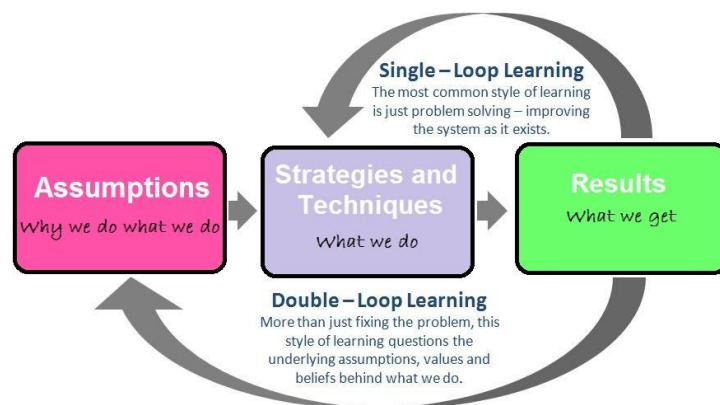 Single – Loop Learning
The most common style of learning
is just problem solving – improving
the system as it exists.
Assumptions
Why we do what we do
Strategies and
Techniques
What we do
Results
What we get
Double – Loop Learning
More than just fixing the problem, this
style of learning questions the
underlying assumptions, values and
beliefs behind what we do.